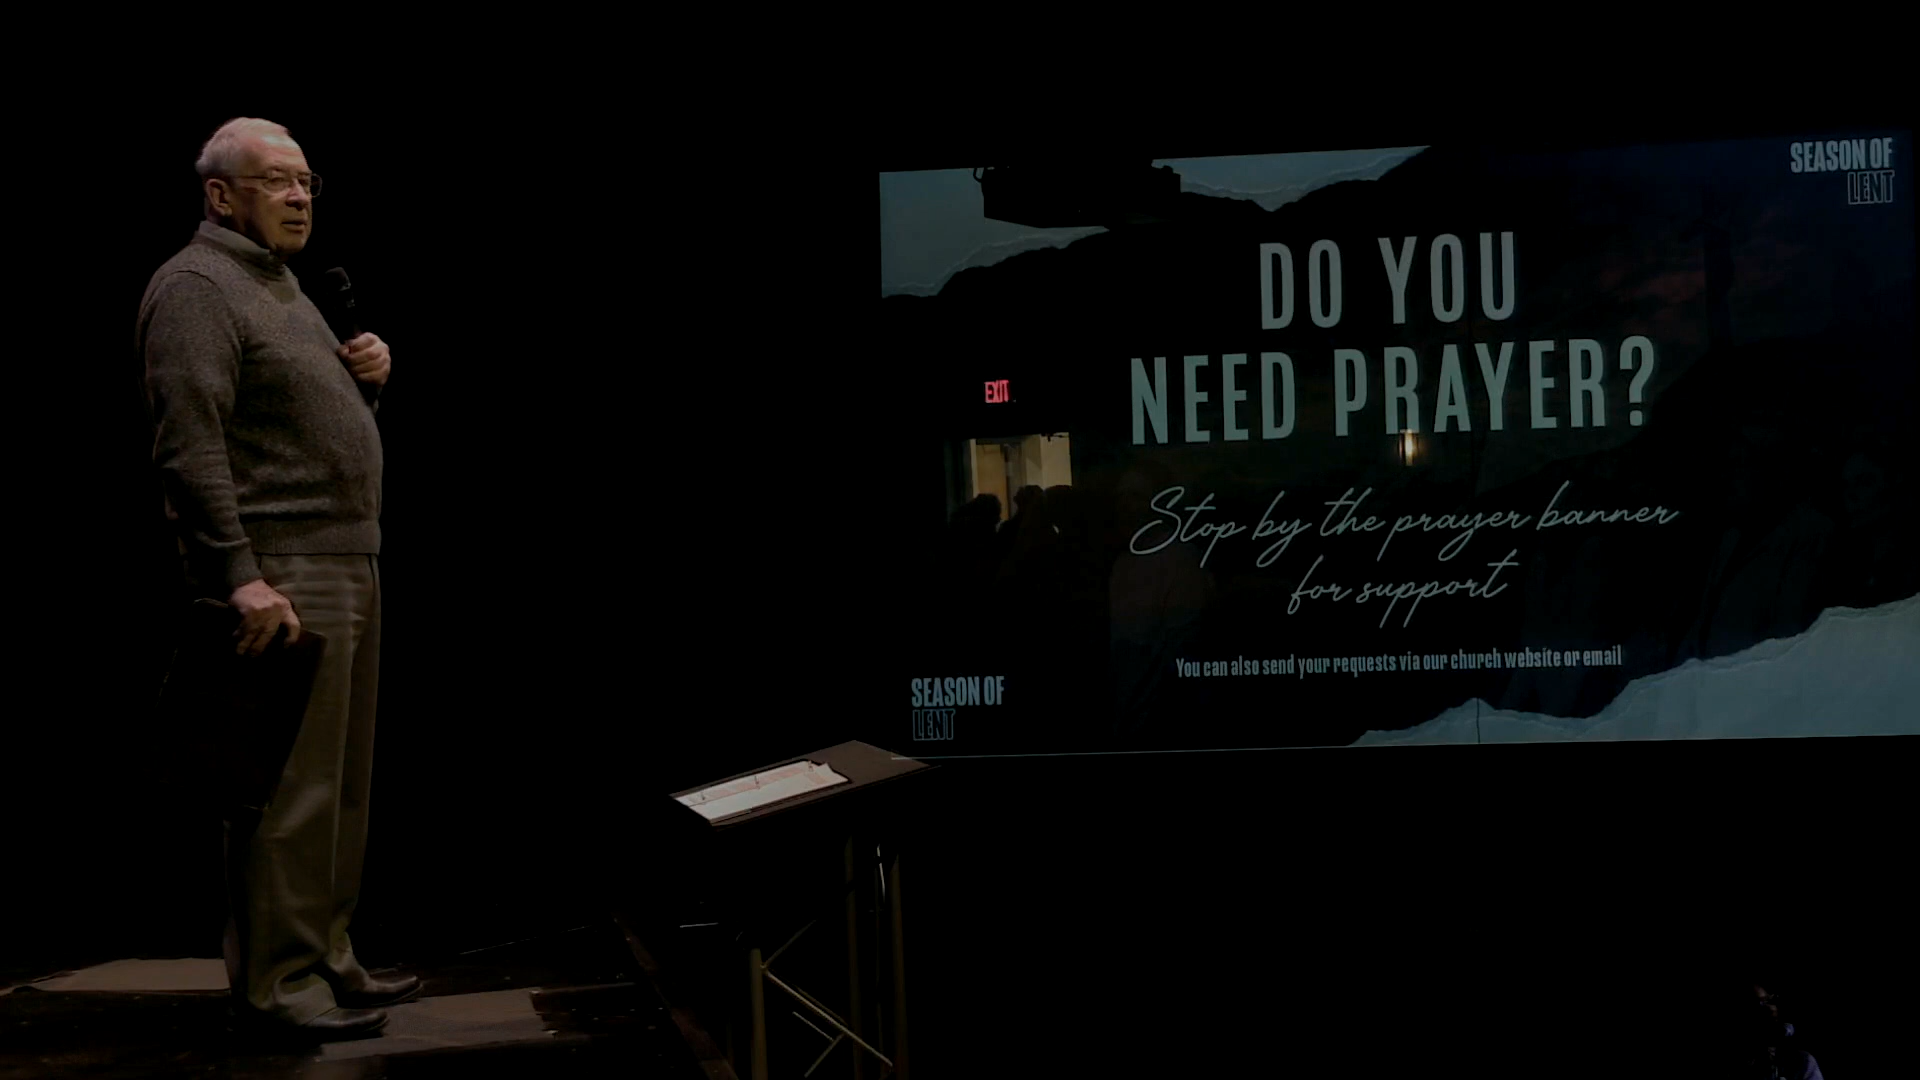 SEASON OF
LENT
DO YOU
NEED PRAYER?
EXIT
Stop by the prayer banner
for support
You can also send your requests via our church website or email
SEASON OF
LENT